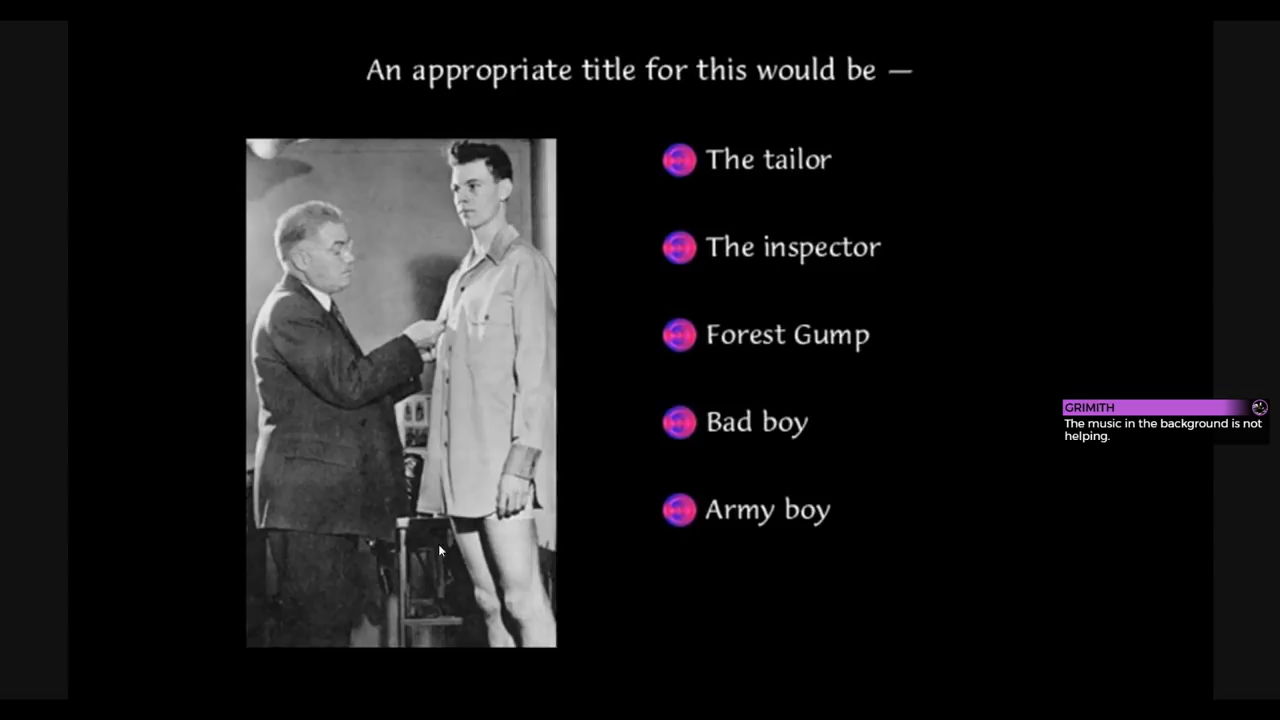 An appropriate title for this would be —
The tailor
The inspector
Forest Gump
Bad boy
Army boy
GRIMITH
The music in the background is not
helping.